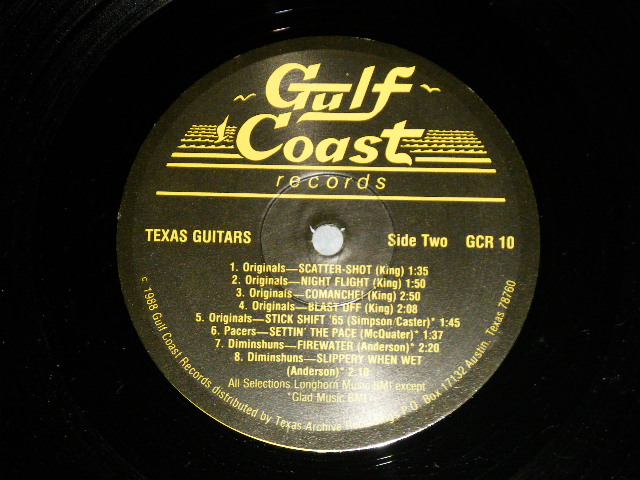 Gulf
Coast
records
TEXAS GUITARS
Side Two GCR 10
1. Originals—SCATTER-SHOT (King) 1:35
2. Originals—NIGHT FLIGHT (King) 1:50
3. Originals—COMANCHE! (King) 2:50
4. Originals—BLAST OFF (King) 2:08
5. Originals—STICK SHIFT '65 (Simpson/Caster)* 1:45
6. Pacers—SETTIN' THE PACE (McQuater)* 1:37
7. Diminshuns—FIREWATER (Anderson)* 2:20
8. Diminshuns—SLIPPERY WHEN WET
(Anderson)* 2:10
All Selections Longhorn Music BMI except
*Glad Music BMI
c 1988 Gulf Coast Records distributed by Texas Archive P.O. Box 17132 Austin, Texas 78760